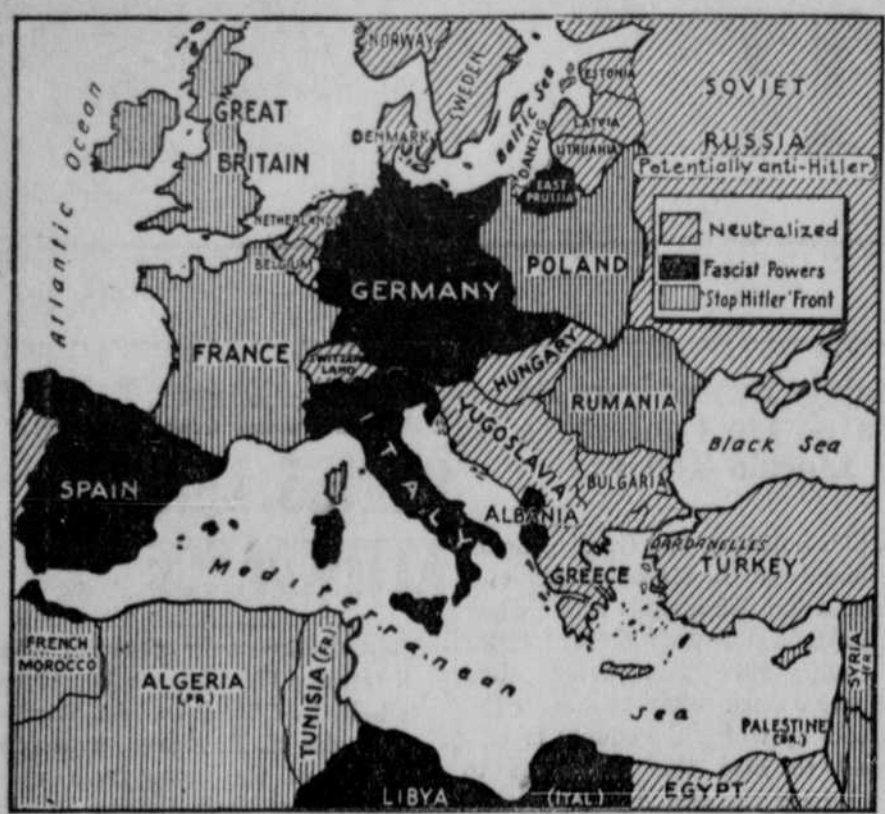 NORWAY
SWEDEN
Baltic Sea
ESTONIA
LATVIA
LITHUANIA
SOVIET
RUSSIA
(Potentially anti-Hitler)
Atlantic Ocean
GREAT
BRITAIN
DENMARK
DANZIG
EAST
PRUSSIA
Neutralized
Fascist Powers
'Stop Hitler' Front
NETHERLANDS
BELGIUM
GERMANY
POLAND
FRANCE
SWITZER
LAND
HUNGARY
RUMANIA
ITALY
YUGOSLAVIA
Black Sea
SPAIN
BULGARIA
ALBANIA
DARDANELLES
TURKEY
GREECE
Mediterranean Sea
FRENCH
MOROCCO
ALGERIA
(FR.)
TUNISIA (FR.)
SYRIA
FR.
PALESTINE
(BR.)
LIBYA (ITAL.)
EGYPT